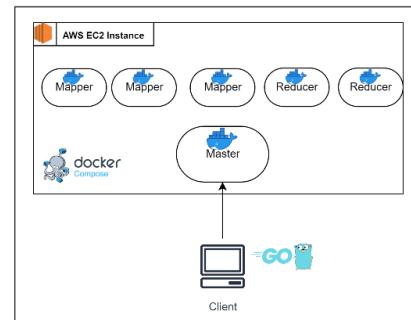 AWS EC2 Instance
Mapper
Mapper
Mapper
Reducer
Reducer
Master
docker
Compose
GO
Client